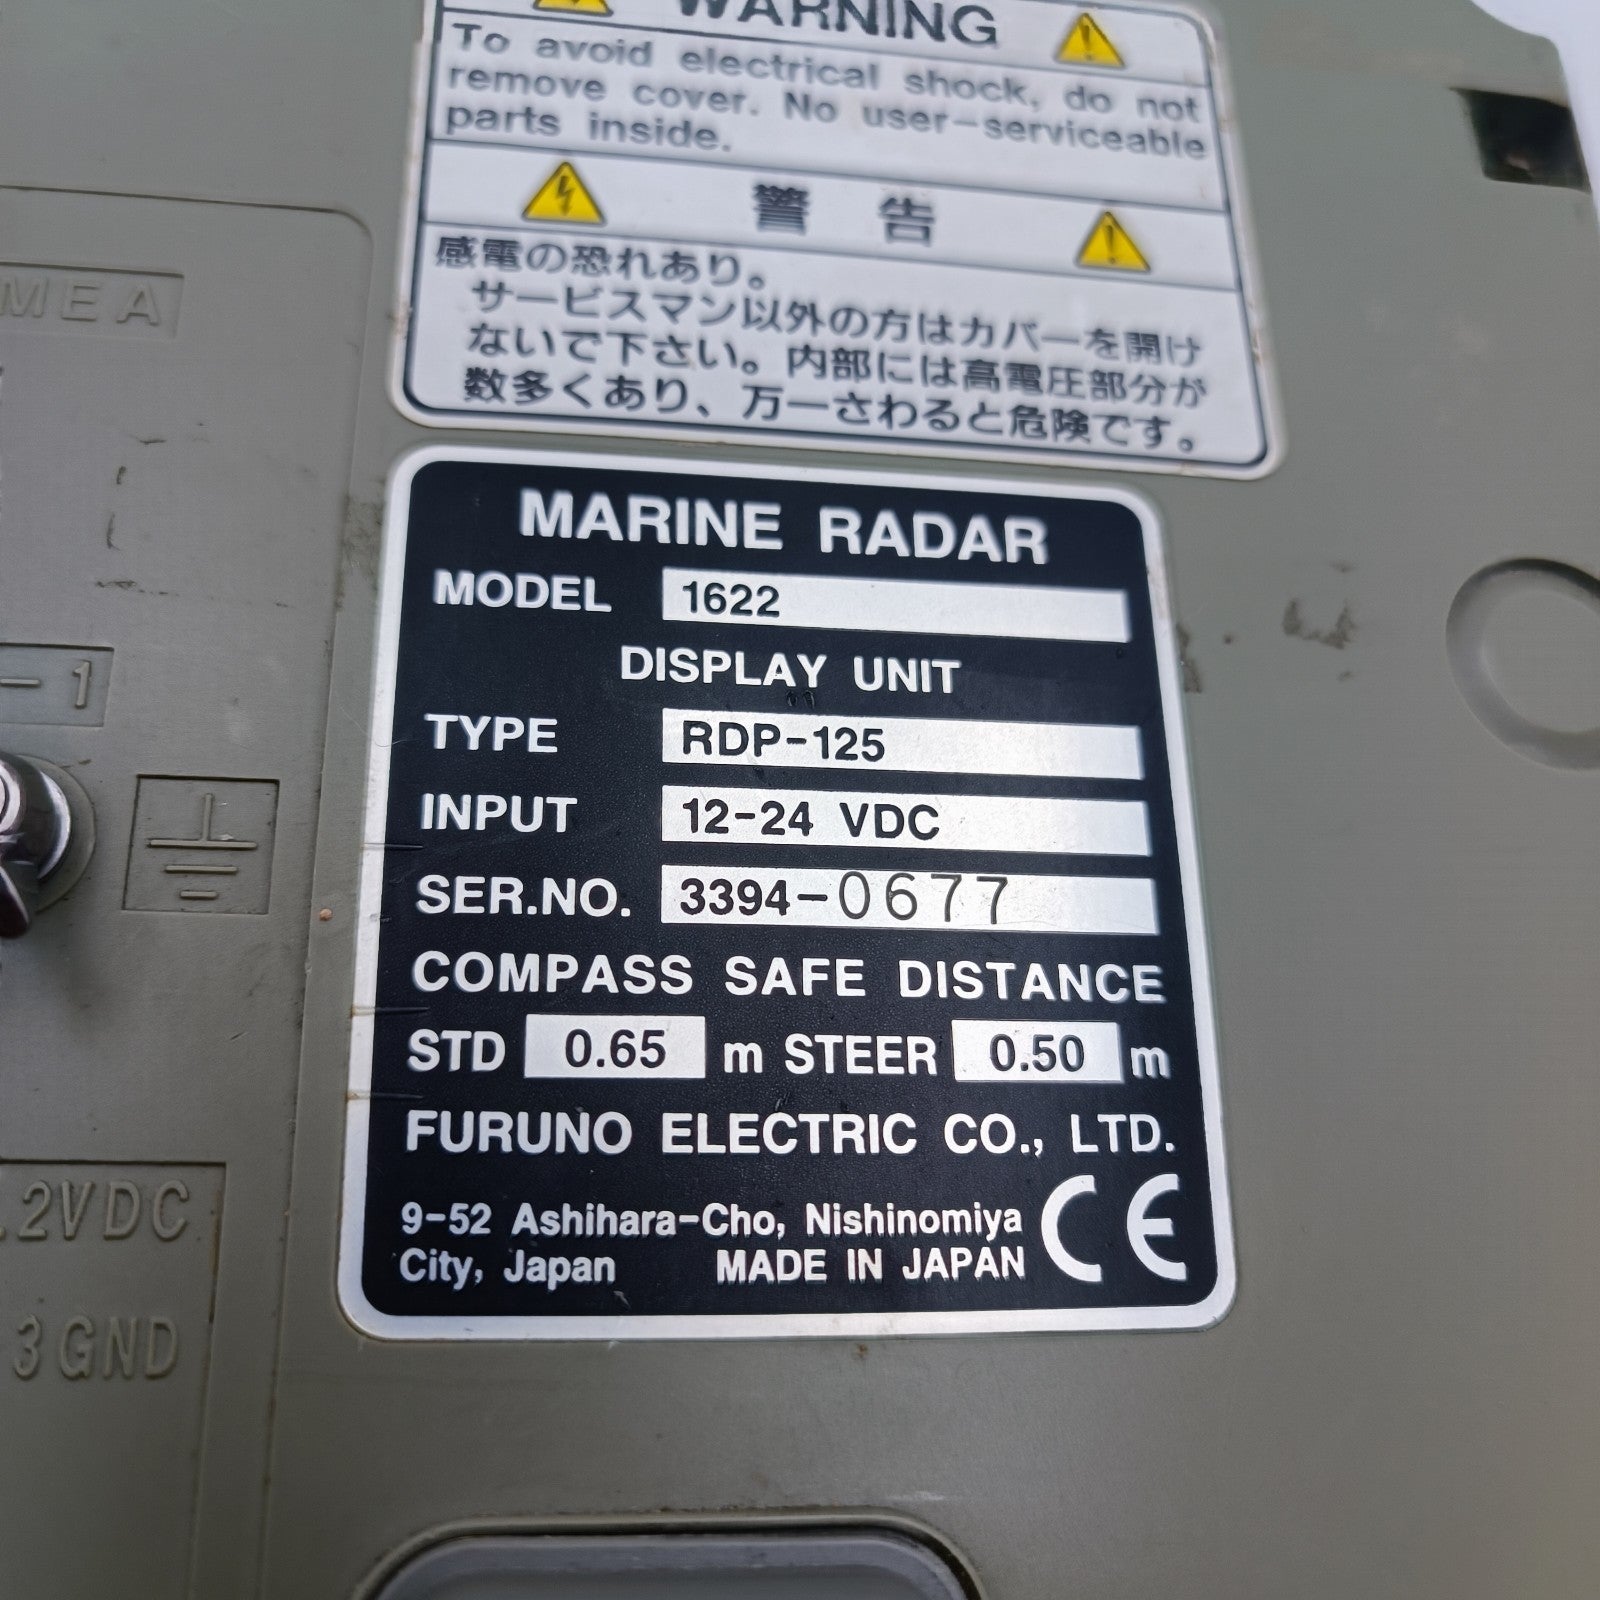 WARNING
To avoid electrical shock, do not
remove cover. No user-serviceable
parts inside.
警告
感電の恐れあり。
サービスマン以外の方はカバーを開け
ないで下さい。内部には高電圧部分が
数多くあり、万一さわると危険です。
MEA
-1
.2VDC
3 GND
MARINE RADAR
MODEL 1622
DISPLAY UNIT
TYPE RDP-125
INPUT 12-24 VDC
SER.NO. 3394-0677
COMPASS SAFE DISTANCE
STD 0.65 m STEER 0.50 m
FURUNO ELECTRIC CO., LTD.
9-52 Ashihara-Cho, Nishinomiya
City, Japan MADE IN JAPAN
CE